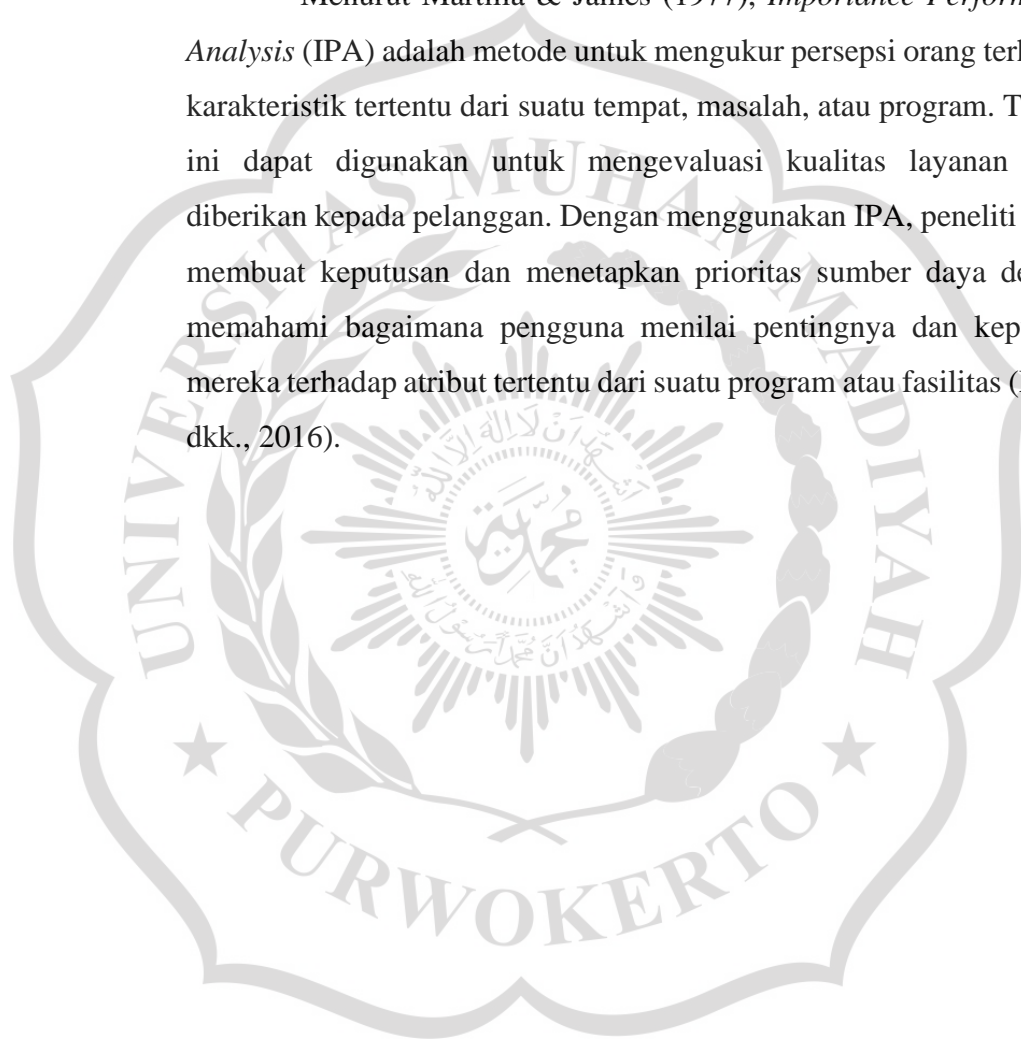 Menurut Martilla & James (1977), Importance Perform
Analysis (IPA) adalah metode untuk mengukur persepsi orang
karakteristik tertentu dari suatu tempat, masalah, atau program.
ini dapat digunakan untuk mengevaluasi kualitas layanan
diberikan kepada pelanggan. Dengan menggunakan IPA, peneliti
membuat keputusan dan menetapkan prioritas sumber daya
memahami bagaimana pengguna menilai pentingnya dan
mereka terhadap atribut tertentu dari suatu program atau fasilitas
dkk., 2016).
UNIVERSITAS MUHAMMADIYAH
PURWOKERTO